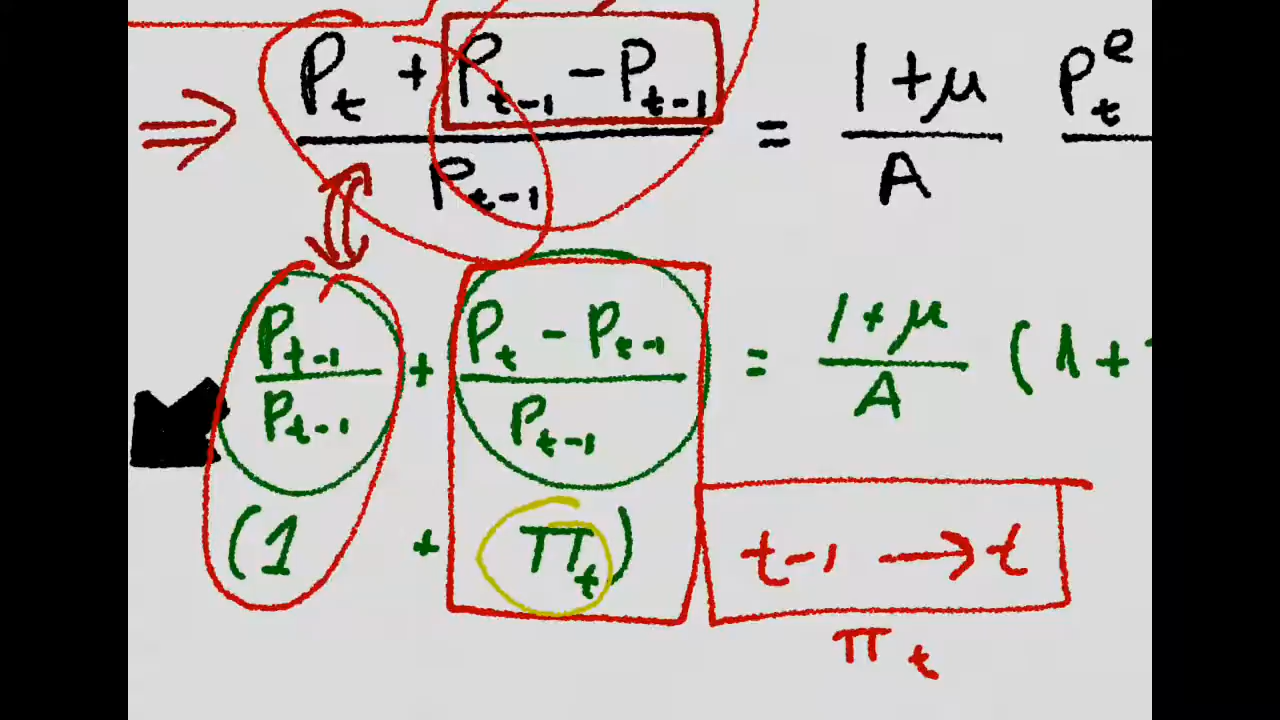 ⇒ P_t + P_{t-1} - P_{t-1} / P_{t-1} = 1+μ / A P_t^e
P_{t-1} / P_{t-1} + P_t - P_{t-1} / P_{t-1} = 1+μ / A (1+
(1 + π_t) t-1 → t
π_t